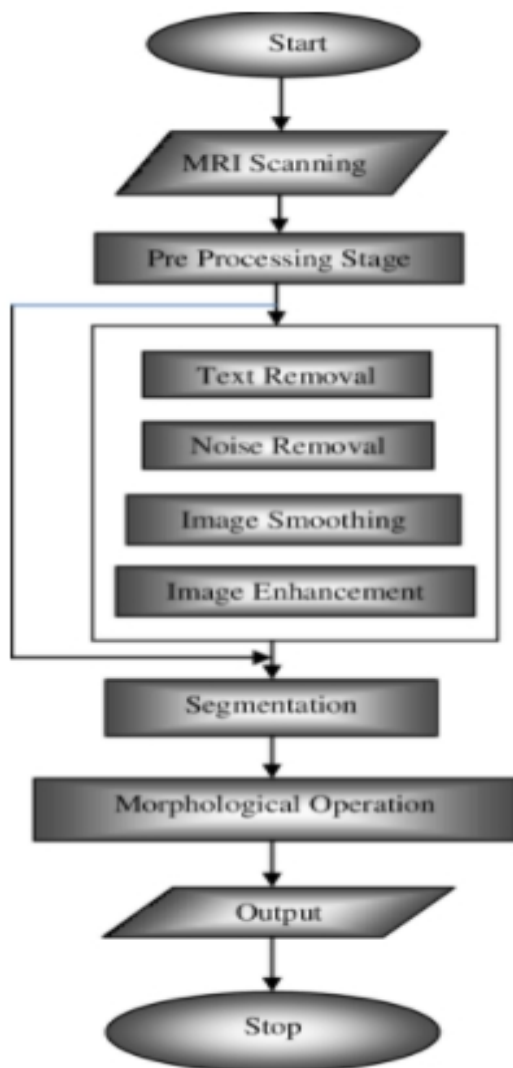 Start
MRI Scanning
Pre Processing Stage
Text Removal
Noise Removal
Image Smoothing
Image Enhancement
Segmentation
Morphological Operation
Output
Stop